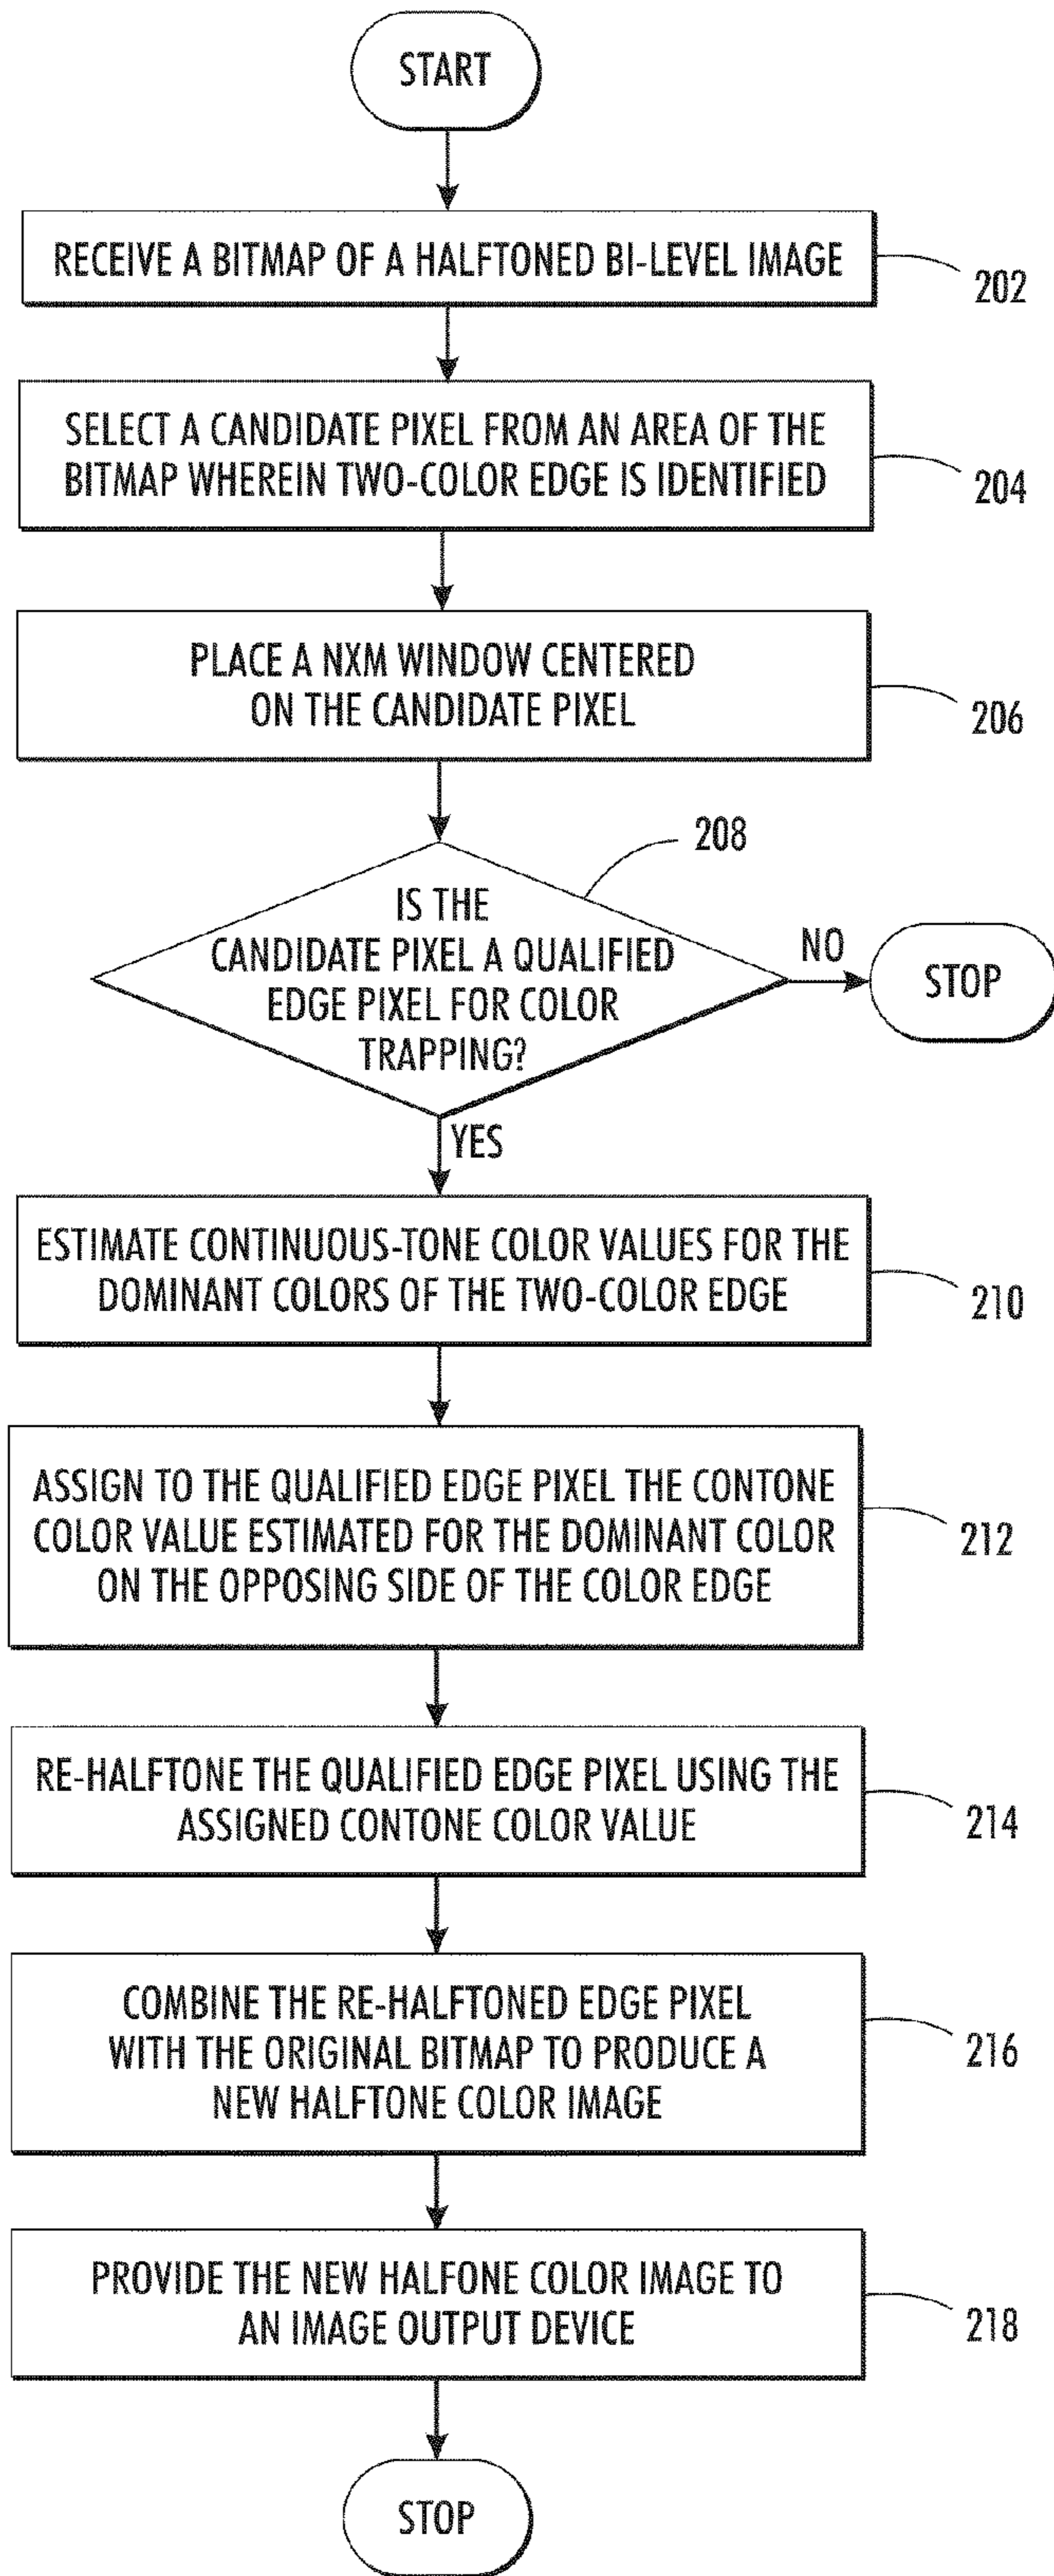 START
RECEIVE A BITMAP OF A HALFTONED BI-LEVEL IMAGE
202
SELECT A CANDIDATE PIXEL FROM AN AREA OF THE
BITMAP WHEREIN TWO-COLOR EDGE IS IDENTIFIED
204
PLACE A NXM WINDOW CENTERED
ON THE CANDIDATE PIXEL
206
208
IS THE
CANDIDATE PIXEL A QUALIFIED
EDGE PIXEL FOR COLOR
TRAPPING?
NO
STOP
YES
ESTIMATE CONTINUOUS-TONE COLOR VALUES FOR THE
DOMINANT COLORS OF THE TWO-COLOR EDGE
210
ASSIGN TO THE QUALIFIED EDGE PIXEL THE CONTONE
COLOR VALUE ESTIMATED FOR THE DOMINANT COLOR
ON THE OPPOSING SIDE OF THE COLOR EDGE
212
RE-HALFTONE THE QUALIFIED EDGE PIXEL USING THE
ASSIGNED CONTONE COLOR VALUE
214
COMBINE THE RE-HALFTONED EDGE PIXEL
WITH THE ORIGINAL BITMAP TO PRODUCE A
NEW HALFTONE COLOR IMAGE
216
PROVIDE THE NEW HALFONE COLOR IMAGE TO
AN IMAGE OUTPUT DEVICE
218
STOP